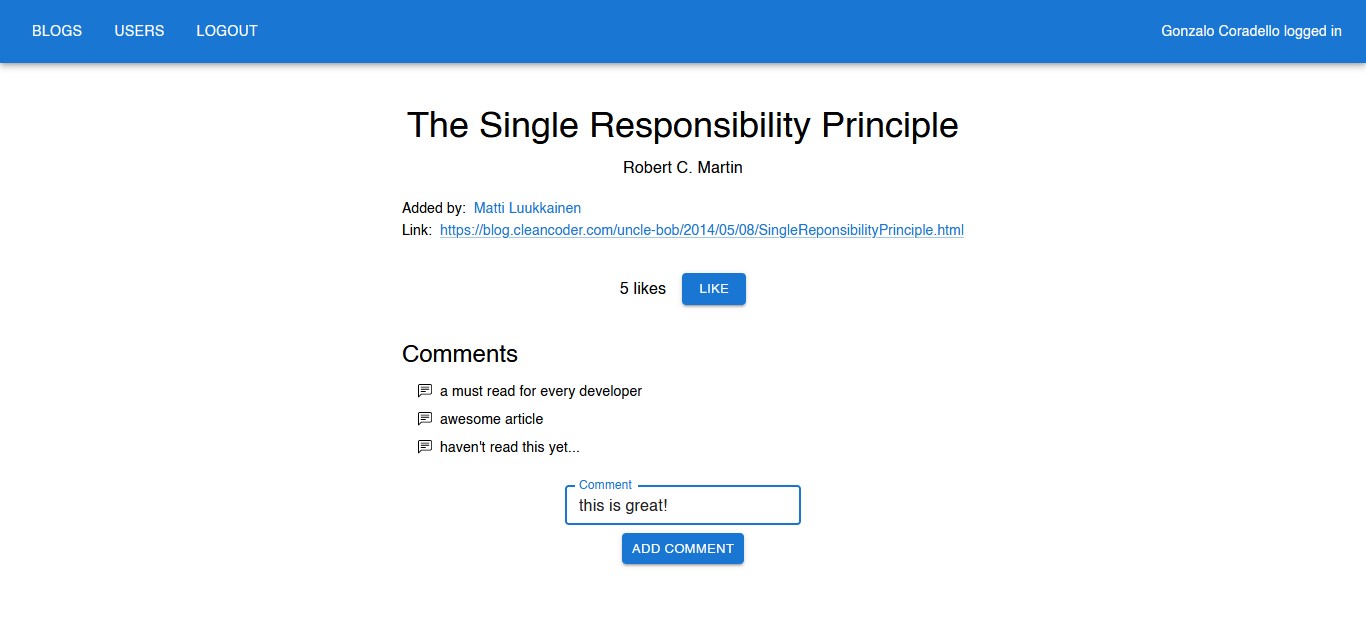 BLOGS USERS LOGOUT Gonzalo Coradello logged in
The Single Responsibility Principle
Robert C. Martin
Added by: Matti Luukkainen
Link: https://blog.cleancoder.com/uncle-bob/2014/05/08/SingleReponsibilityPrinciple.html
5 likes LIKE
Comments
a must read for every developer
awesome article
haven't read this yet...
Comment
this is great!
ADD COMMENT